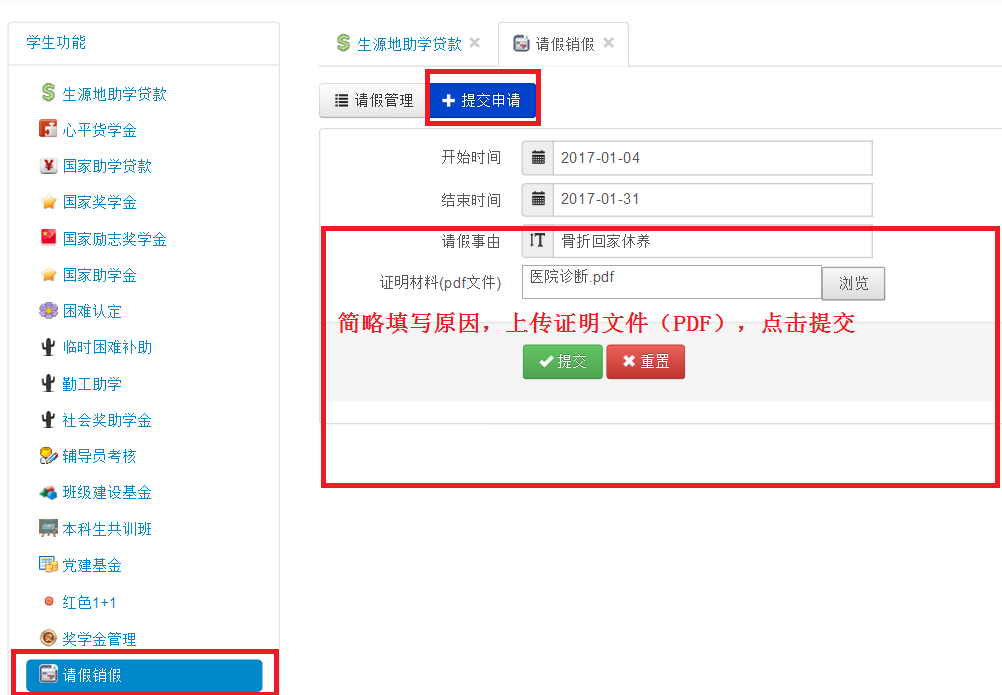 学生功能
生源地助学贷款
心平货学金
国家助学贷款
国家奖学金
国家励志奖学金
国家助学金
困难认定
临时困难补助
勤工助学
社会奖助学金
辅导员考核
班级建设基金
本科生共训班
党建基金
红色1+1
奖学金管理
请假销假
生源地助学贷款 × 请假销假 ×
请假管理 提交申请
开始时间 2017-01-04
结束时间 2017-01-31
请假事由 骨折回家休养
证明材料(pdf文件) 医院诊断.pdf 浏览
简略填写原因，上传证明文件（PDF），点击提交
提交 重置